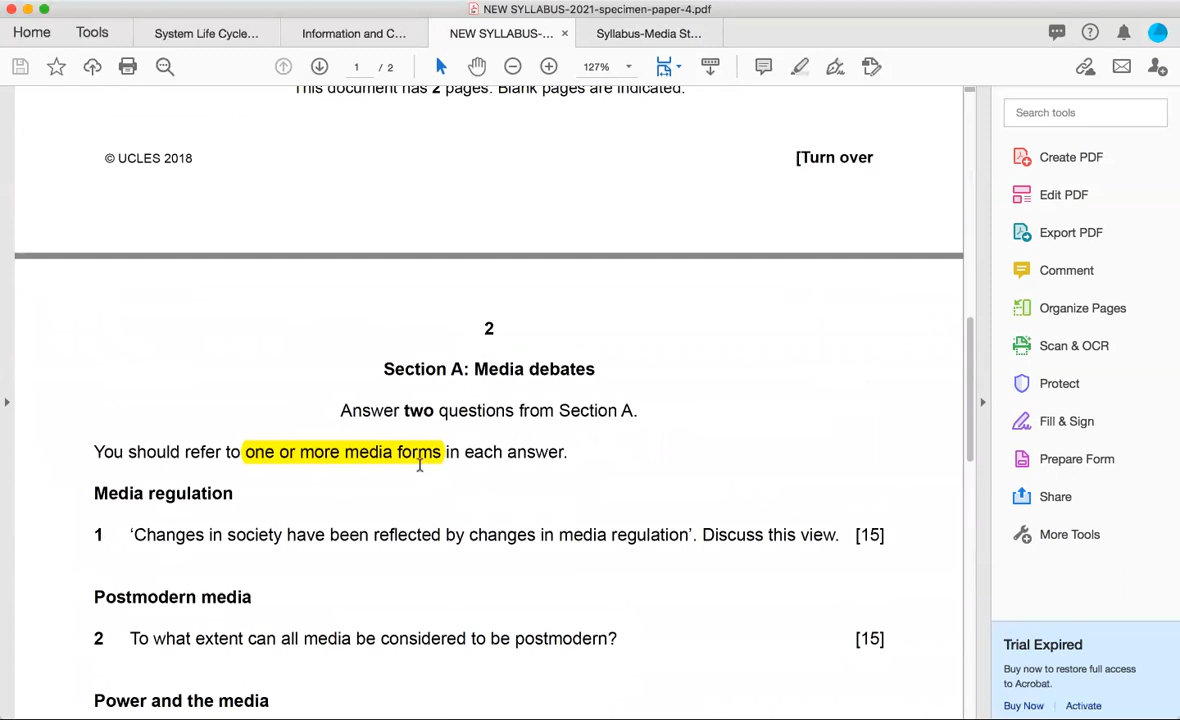 NEW SYLLABUS-2021-specimen-paper-4.pdf
Home
Tools
System Life Cycle...
Information and C...
NEW SYLLABUS-...
×
Syllabus-Media St...
1 / 2
127%
This document has 2 pages. Blank pages are indicated.
© UCLES 2018
[Turn over
2
Section A: Media debates
Answer two questions from Section A.
You should refer to one or more media forms in each answer.
Media regulation
1 ‘Changes in society have been reflected by changes in media regulation’. Discuss this view. [15]
Postmodern media
2 To what extent can all media be considered to be postmodern? [15]
Power and the media
Search tools
Create PDF
Edit PDF
Export PDF
Comment
Organize Pages
Scan & OCR
Protect
Fill & Sign
Prepare Form
Share
More Tools
Trial Expired
Buy now to restore full access
to Acrobat.
Buy Now | Activate